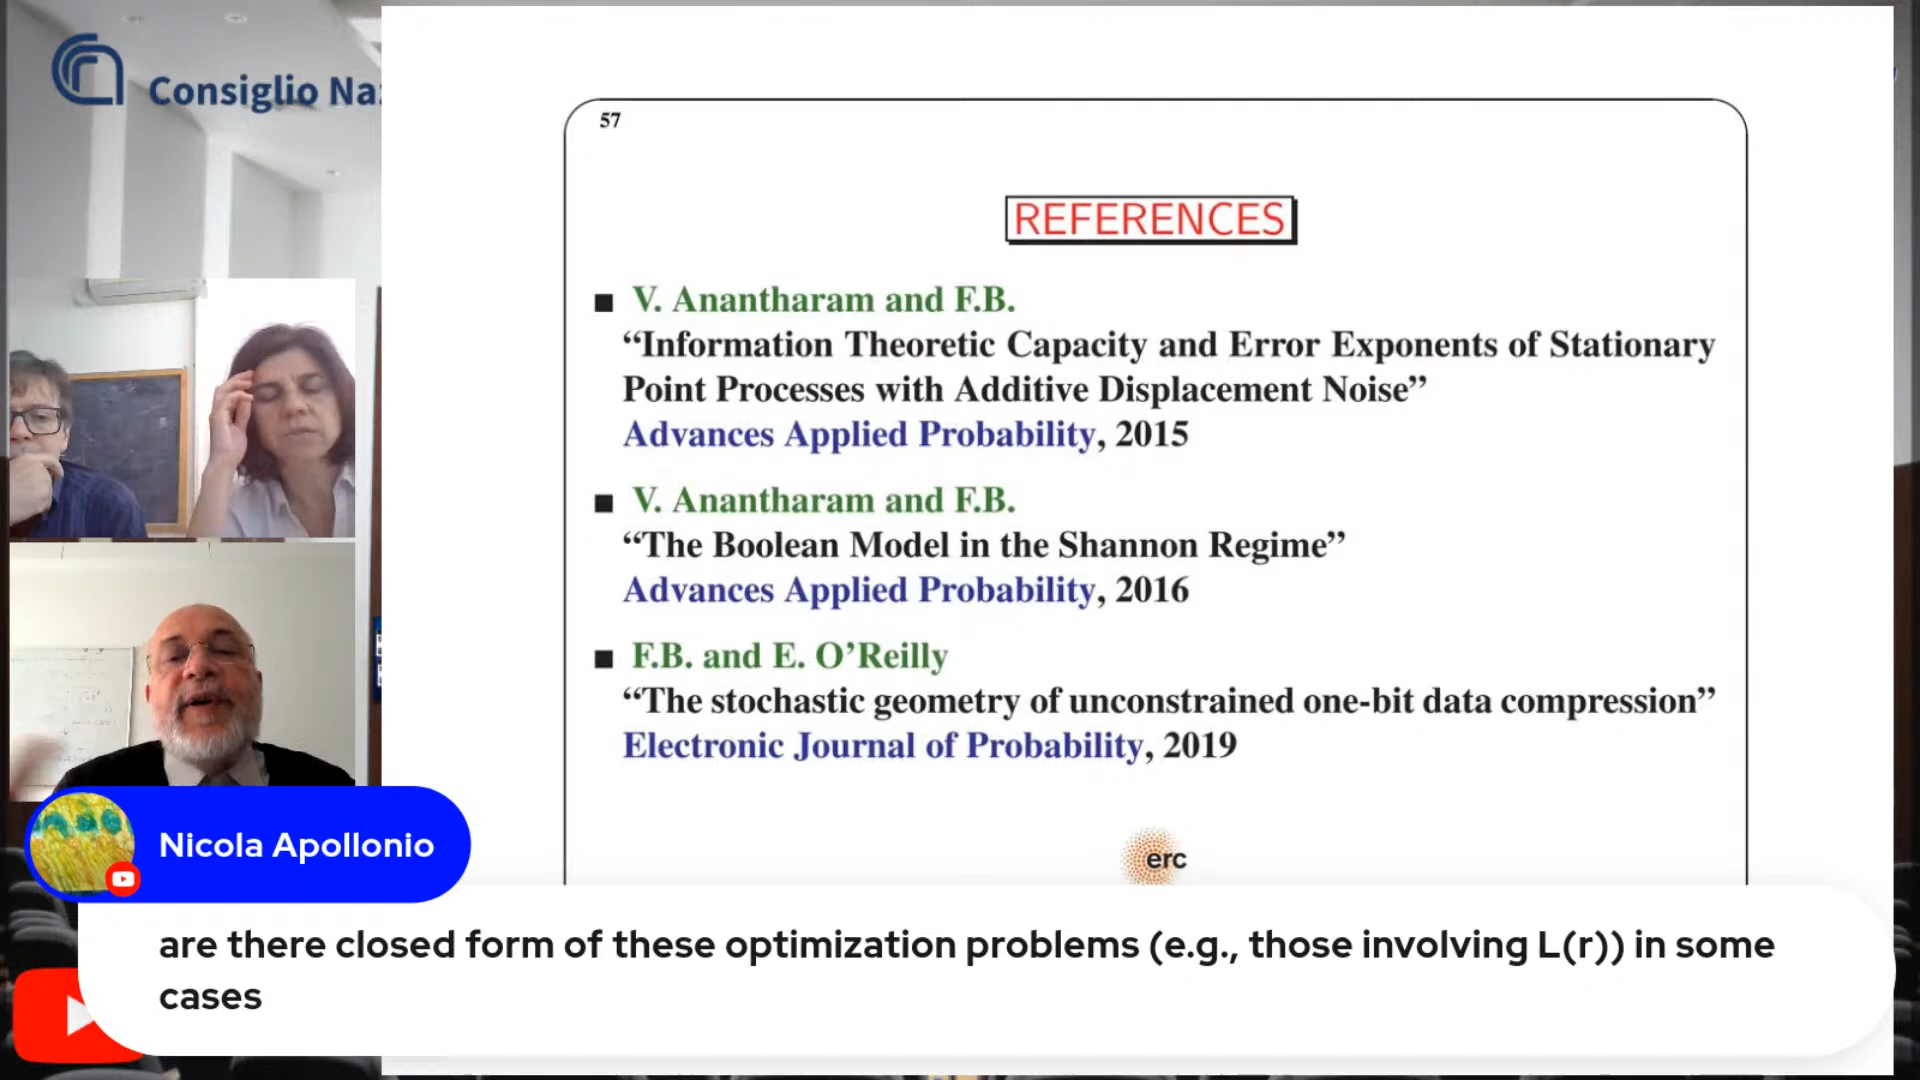 Consiglio Na
57
REFERENCES
V. Anantharam and F.B.
“Information Theoretic Capacity and Error Exponents of Stationary
Point Processes with Additive Displacement Noise”
Advances Applied Probability, 2015
V. Anantharam and F.B.
“The Boolean Model in the Shannon Regime”
Advances Applied Probability, 2016
F.B. and E. O’Reilly
“The stochastic geometry of unconstrained one-bit data compression”
Electronic Journal of Probability, 2019
erc
Nicola Apollonio
are there closed form of these optimization problems (e.g., those involving L(r)) in some
cases